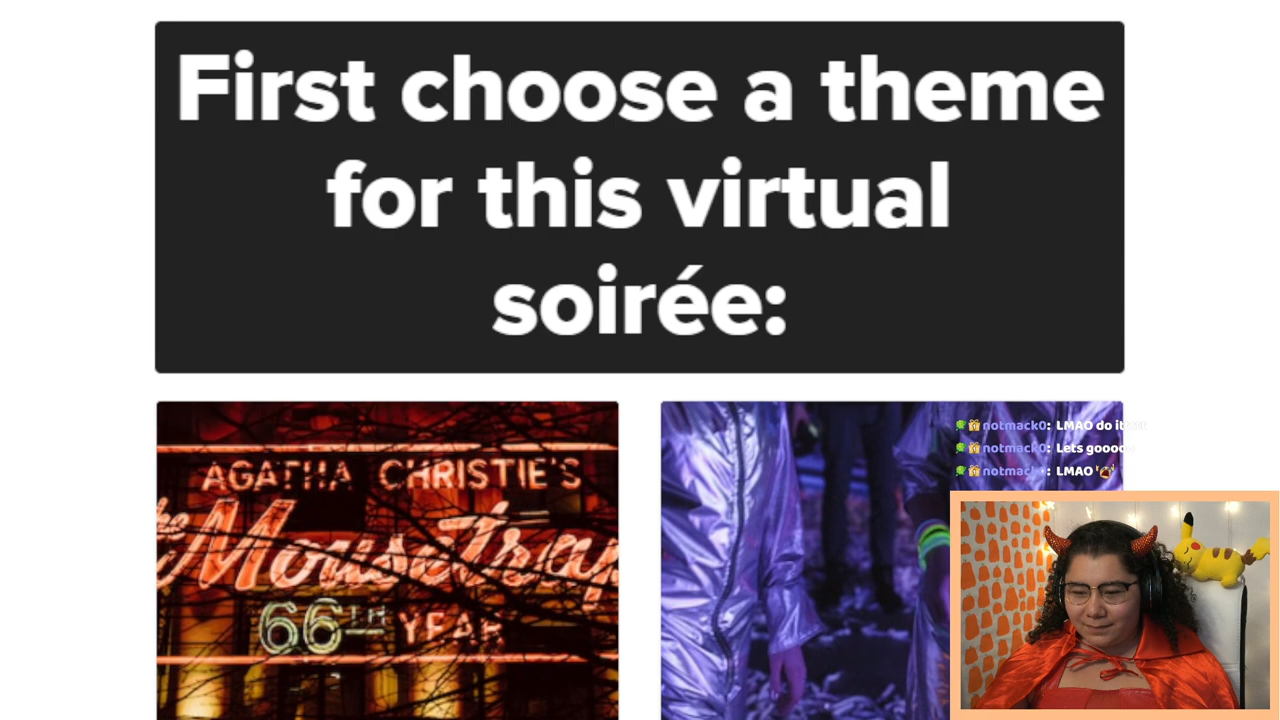 First choose a theme
for this virtual
soirée:
AGATHA CHRISTIE'S
The MouseTrap
66TH YEAR
notmack0: LMAO do it
notmack0: Lets goooo
notmack0: LMAO